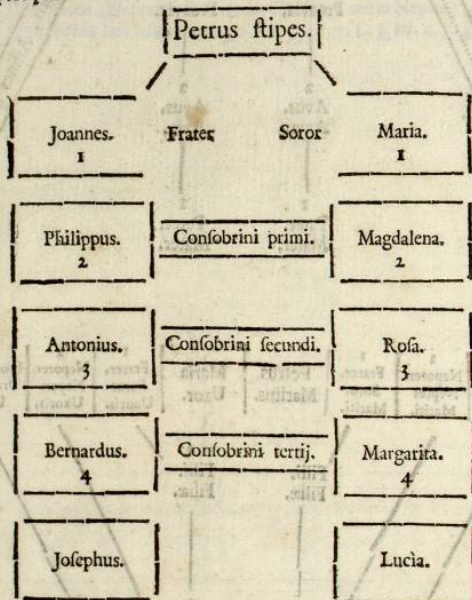 Petrus ſtipes.
Joannes. Frater Soror Maria.
1 1
Philippus. Conſobrini primi. Magdalena.
2 2
Antonius. Conſobrini ſecundi. Roſa.
3 3
Bernardus. Conſobrini tertij. Margarita.
4 4
Joſephus. Lucìa.